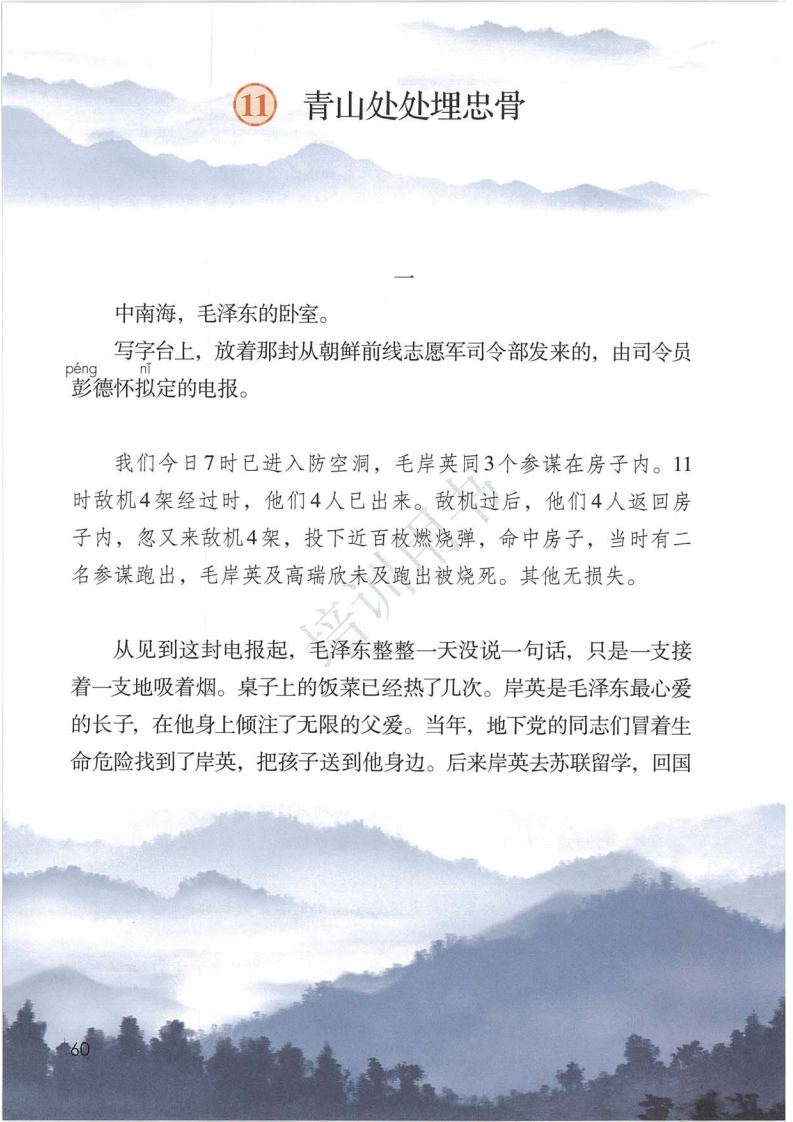 11 青山处处埋忠骨
一
中南海，毛泽东的卧室。
写字台上，放着那封从朝鲜前线志愿军司令部发来的，由司令员
péng nǐ
彭德怀拟定的电报。
我们今日7时已进入防空洞，毛岸英同3个参谋在房子内。11
时敌机4架经过时，他们4人已出来。敌机过后，他们4人返回房
子内，忽又来敌机4架，投下近百枚燃烧弹，命中房子，当时有二
名参谋跑出，毛岸英及高瑞欣未及跑出被烧死。其他无损失。
培训用书
从见到这封电报起，毛泽东整整一天没说一句话，只是一支接
着一支地吸着烟。桌子上的饭菜已经热了几次。岸英是毛泽东最心爱
的长子，在他身上倾注了无限的父爱。当年，地下党的同志们冒着生
命危险找到了岸英，把孩子送到他身边。后来岸英去苏联留学，回国
60